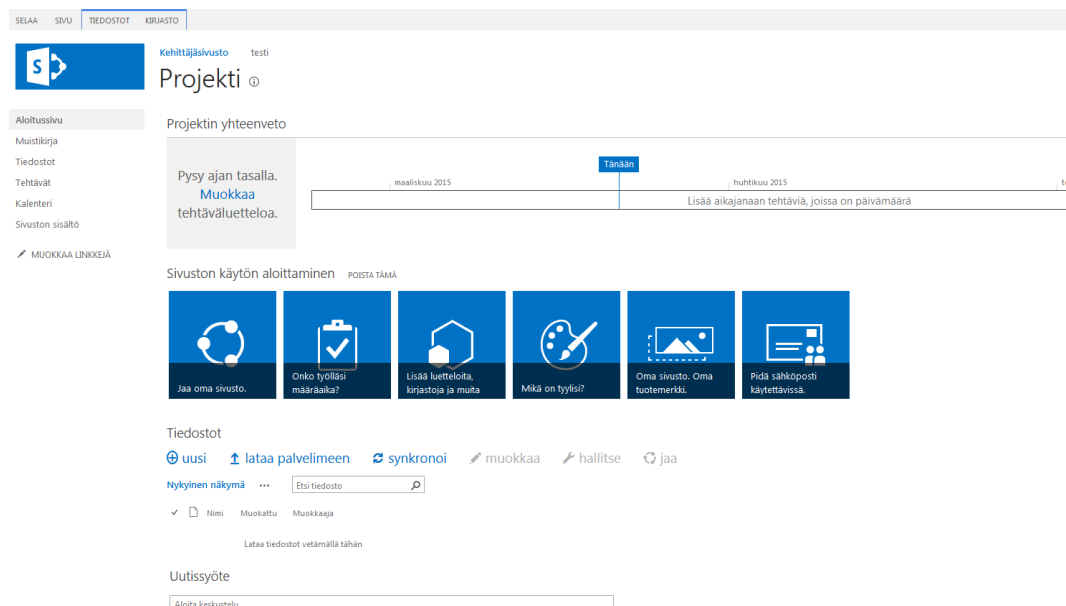 SELAA SIVU TIEDOSTOT KIRJASTO
S
Kehittäjäsivusto testi
Projekti
Aloitussivu
Muistikirja
Tiedostot
Tehtävät
Kalenteri
Sivuston sisältö
MUOKKAA LINKKEJÄ
Projektin yhteenveto
Pysy ajan tasalla.
Muokkaa
tehtäväluetteloa.
Tänään
maaliskuu 2015 huhtikuu 2015
Lisää aikajanaan tehtäviä, joissa on päivämäärä
Sivuston käytön aloittaminen POISTA TÄMÄ
Jaa oma sivusto.
Onko työlläsi
määräaika?
Lisää luetteloita,
kirjastoja ja muita
Mikä on tyylisi?
Oma sivusto. Oma
tuotemerkki.
Pidä sähköposti
käytettävissä.
Tiedostot
uusi lataa palvelimeen synkronoi muokkaa hallitse jaa
Nykyinen näkymä ... Etsi tiedosto
Nimi Muokattu Muokkaaja
Lataa tiedostot vetämällä tähän
Uutissyöte
Aloita keskustelu